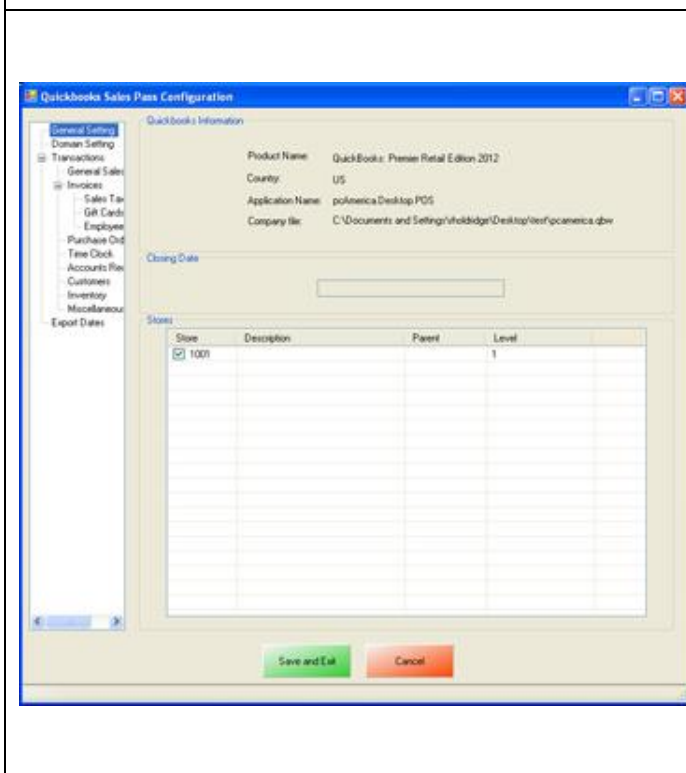 Quickbooks Sales Pass Configuration
General Setting
Domain Setting
Transactions
General Sales
Invoices
Sales Tax
Gift Cards
Employee
Purchase Ord
Time Clock
Accounts Rec
Customers
Inventory
Miscellaneou
Export Dates
Quickbooks Information
Product Name: QuickBooks: Premier Retail Edition 2012
Country: US
Application Name: pcAmerica.Desktop.POS
Company file: C:\Documents and Settings\vholdidge\Desktop\test\pcamerica.qbw
Closing Date
Stores
Store Description Parent Level
1001 1
Save and Exit Cancel